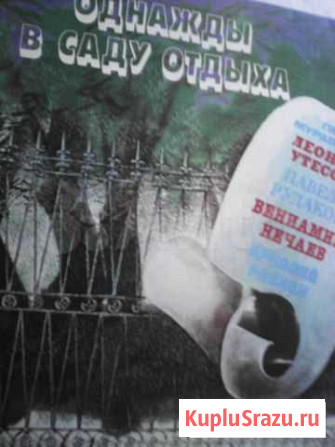 ОДНАЖДЫ
В САДУ ОТДЫХА
ЛЕОН
УТЕСО
ПАВЕЛ
РУДАК
ВЕНИАМИН
НЕЧАЕВ
KupluSrazu.ru